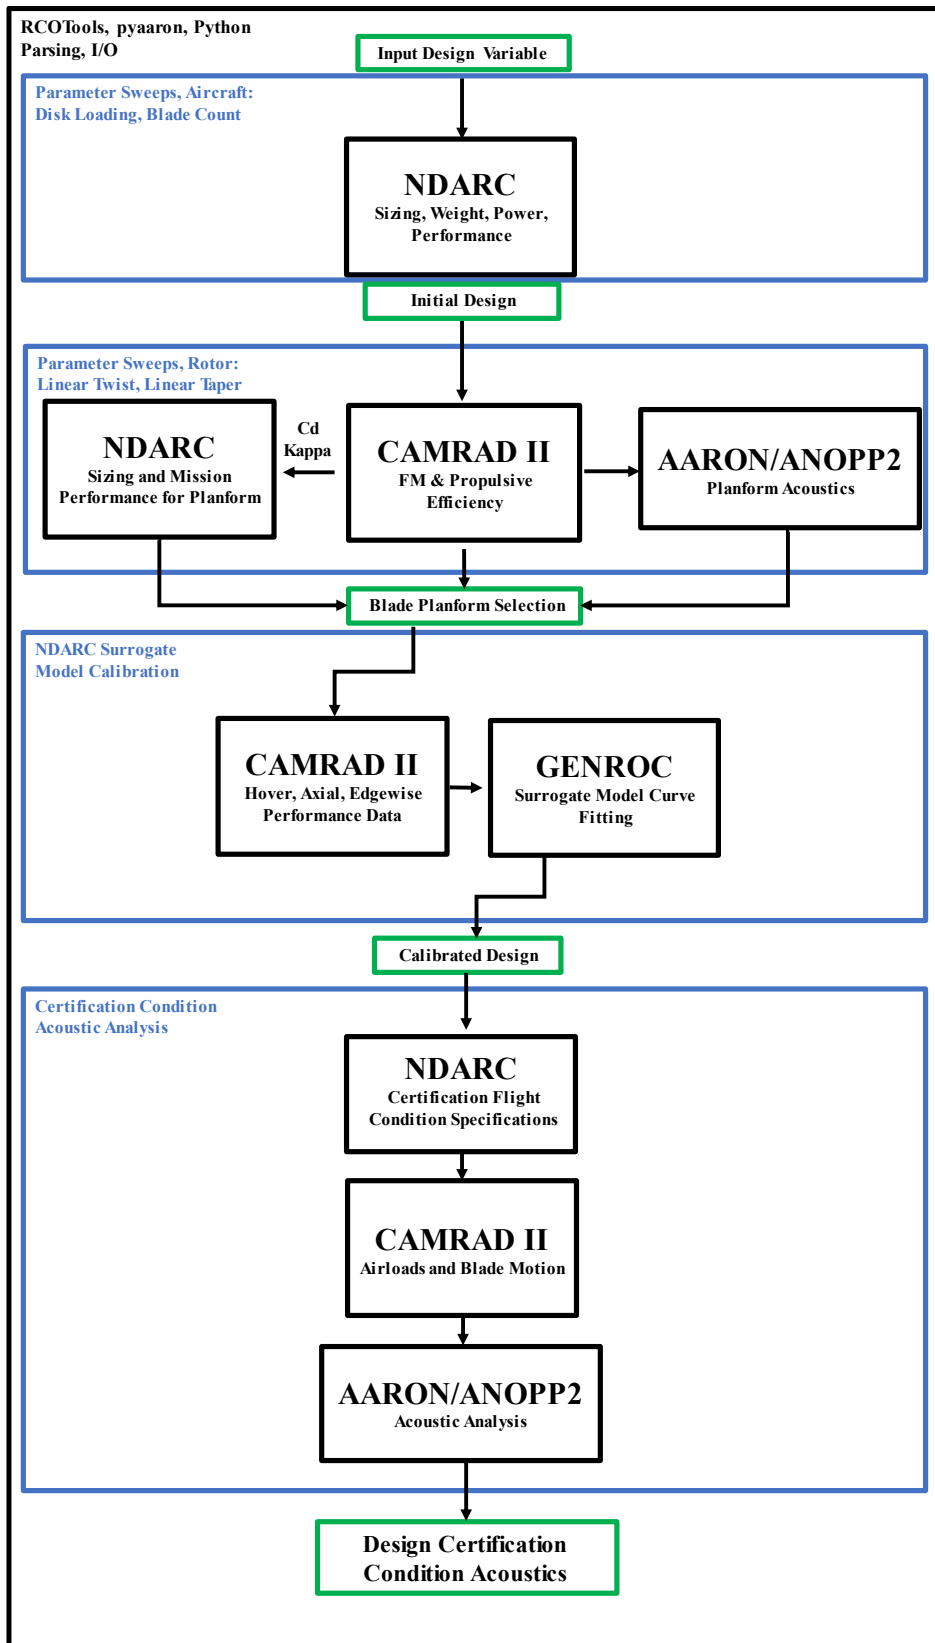 RCOTools, pyaaron, Python
Parsing, I/O
Input Design Variable
Parameter Sweeps, Aircraft:
Disk Loading, Blade Count
NDARC
Sizing, Weight, Power,
Performance
Initial Design
Parameter Sweeps, Rotor:
Linear Twist, Linear Taper
NDARC
Sizing and Mission
Performance for Planform
Cd
Kappa
CAMRAD II
FM & Propulsive
Efficiency
AARON/ANOPP2
Planform Acoustics
Blade Planform Selection
NDARC Surrogate
Model Calibration
CAMRAD II
Hover, Axial, Edgewise
Performance Data
GENROC
Surrogate Model Curve
Fitting
Calibrated Design
Certification Condition
Acoustic Analysis
NDARC
Certification Flight
Condition Specifications
CAMRAD II
Airloads and Blade Motion
AARON/ANOPP2
Acoustic Analysis
Design Certification
Condition Acoustics